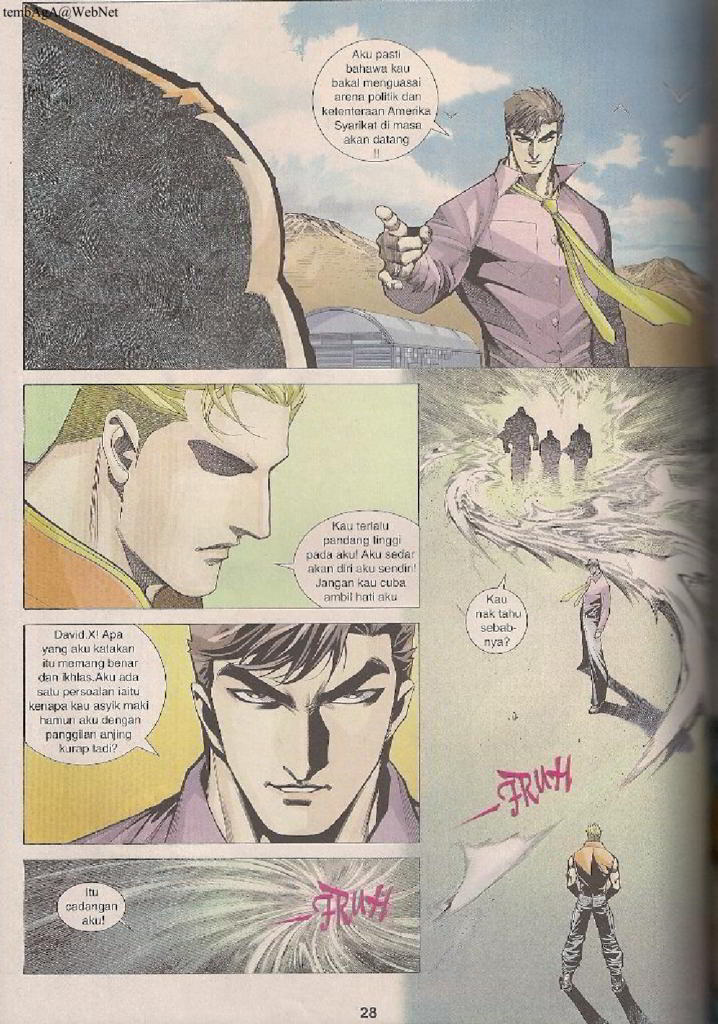 tembAgA@WebNet
Aku pasti
bahawa kau
bakal menguasai
arena politik dan
ketenteraan Amerika
Syarikat di masa
akan datang
!!
Kau terlalu
pandang tinggi
pada aku! Aku sedar
akan diri aku sendiri!
Jangan kau cuba
ambil hati aku
David.X! Apa
yang aku katakan
itu memang benar
dan ikhlas.Aku ada
satu persoalan iaitu
kenapa kau asyik maki
hamun aku dengan
panggilan anjing
kurap tadi?
Itu
cadangan
aku!
FRUH
Kau
nak tahu
sebab-
nya?
FRUH
28